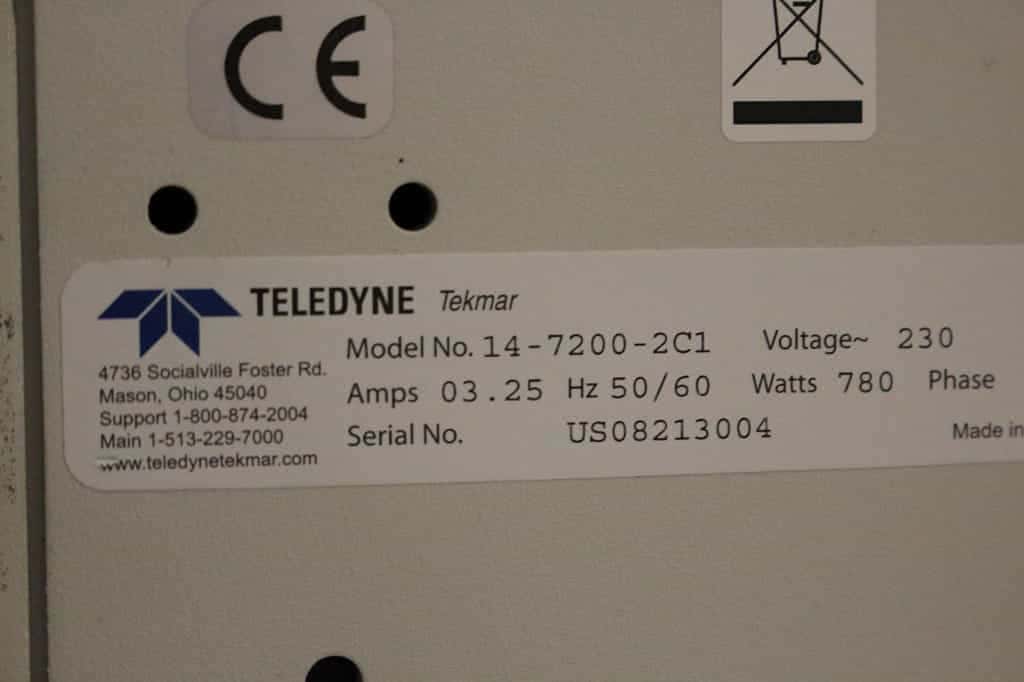 CE
TELEDYNE Tekmar
4736 Socialville Foster Rd.
Mason, Ohio 45040
Support 1-800-874-2004
Main 1-513-229-7000
www.teledynetekmar.com
Model No. 14-7200-2C1 Voltage~ 230
Amps 03.25 Hz 50/60 Watts 780 Phase
Serial No. US08213004 Made in